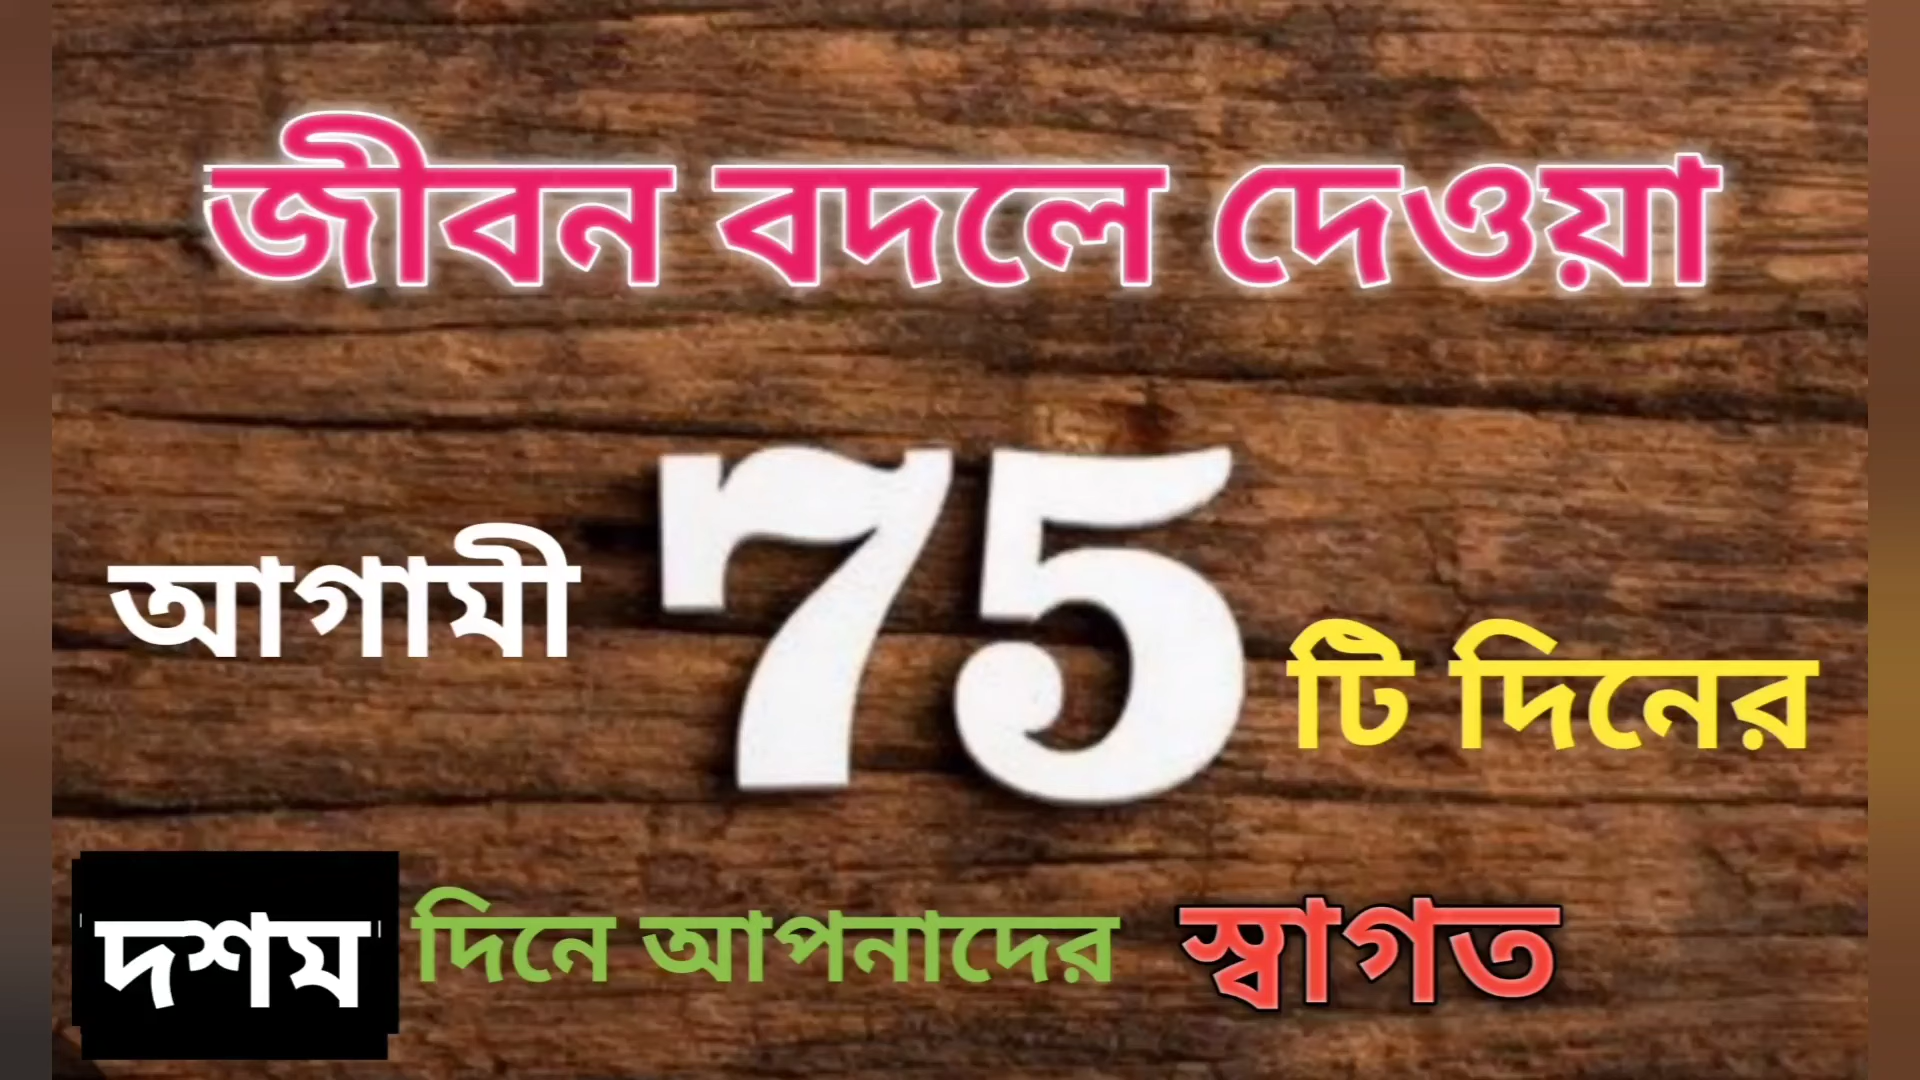 জীবন বদলে দেওয়া
আগামী 75 টি দিনের
দশম দিনে আপনাদের স্বাগত